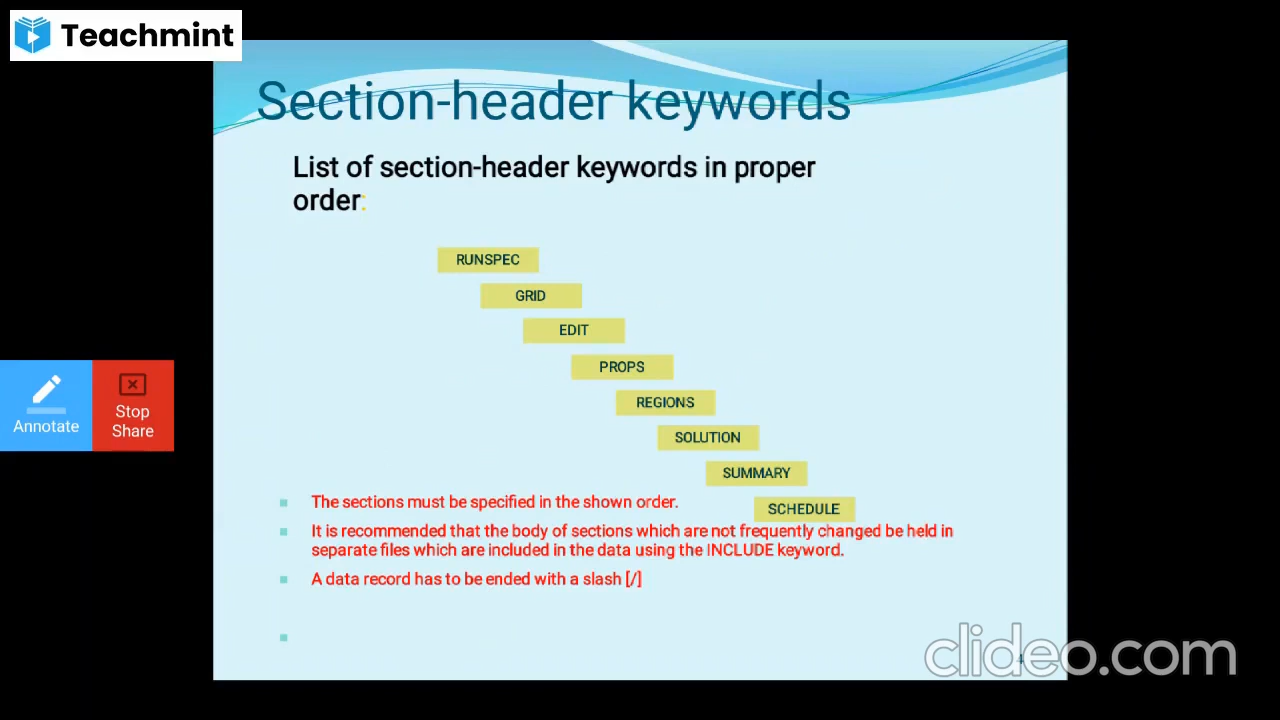 Teachmint
Section-header keywords
List of section-header keywords in proper
order:
RUNSPEC
GRID
EDIT
PROPS
REGIONS
SOLUTION
SUMMARY
SCHEDULE
The sections must be specified in the shown order.
It is recommended that the body of sections which are not frequently changed be held in
separate files which are included in the data using the INCLUDE keyword.
A data record has to be ended with a slash [/]
Annotate
Stop
Share
4
clideo.com